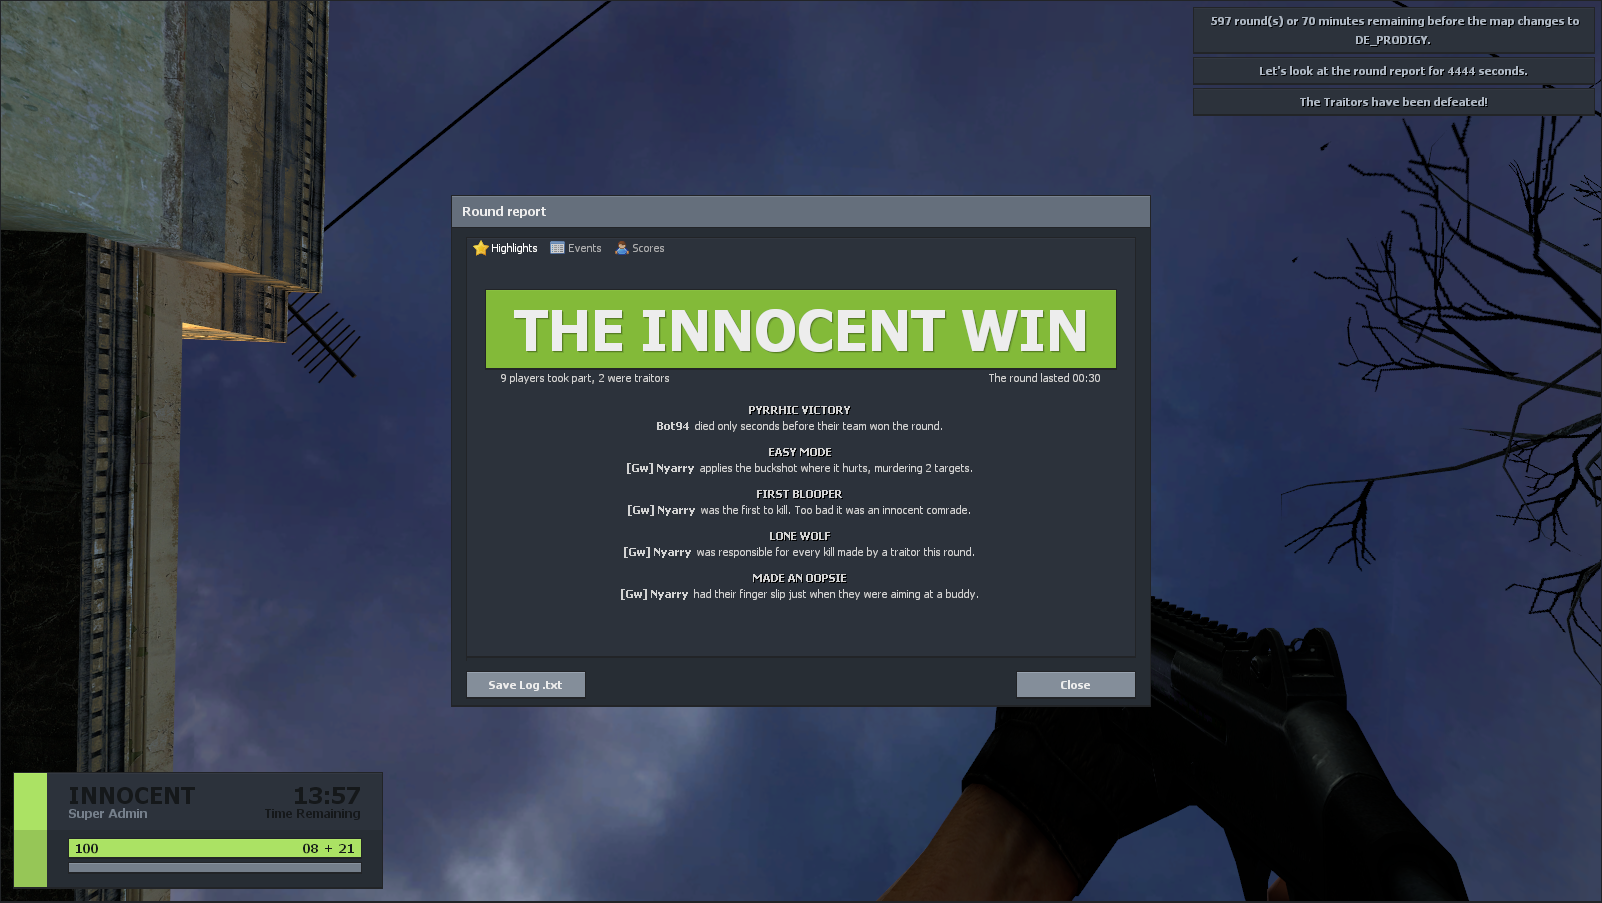 597 round(s) or 70 minutes remaining before the map changes to
DE_PRODIGY.
Let's look at the round report for 4444 seconds.
The Traitors have been defeated!
Round report
Highlights Events Scores
THE INNOCENT WIN
9 players took part, 2 were traitors The round lasted 00:30
PYRRHIC VICTORY
Bot94 died only seconds before their team won the round.
EASY MODE
[Gw] Nyarry applies the buckshot where it hurts, murdering 2 targets.
FIRST BLOOPER
[Gw] Nyarry was the first to kill. Too bad it was an innocent comrade.
LONE WOLF
[Gw] Nyarry was responsible for every kill made by a traitor this round.
MADE AN OOPSIE
[Gw] Nyarry had their finger slip just when they were aiming at a buddy.
Save Log .txt Close
INNOCENT 13:57
Super Admin Time Remaining
100 08 + 21